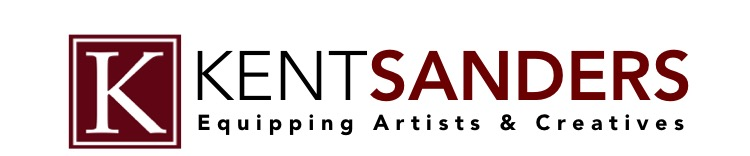 K
KENTSANDERS
Equipping Artists & Creatives